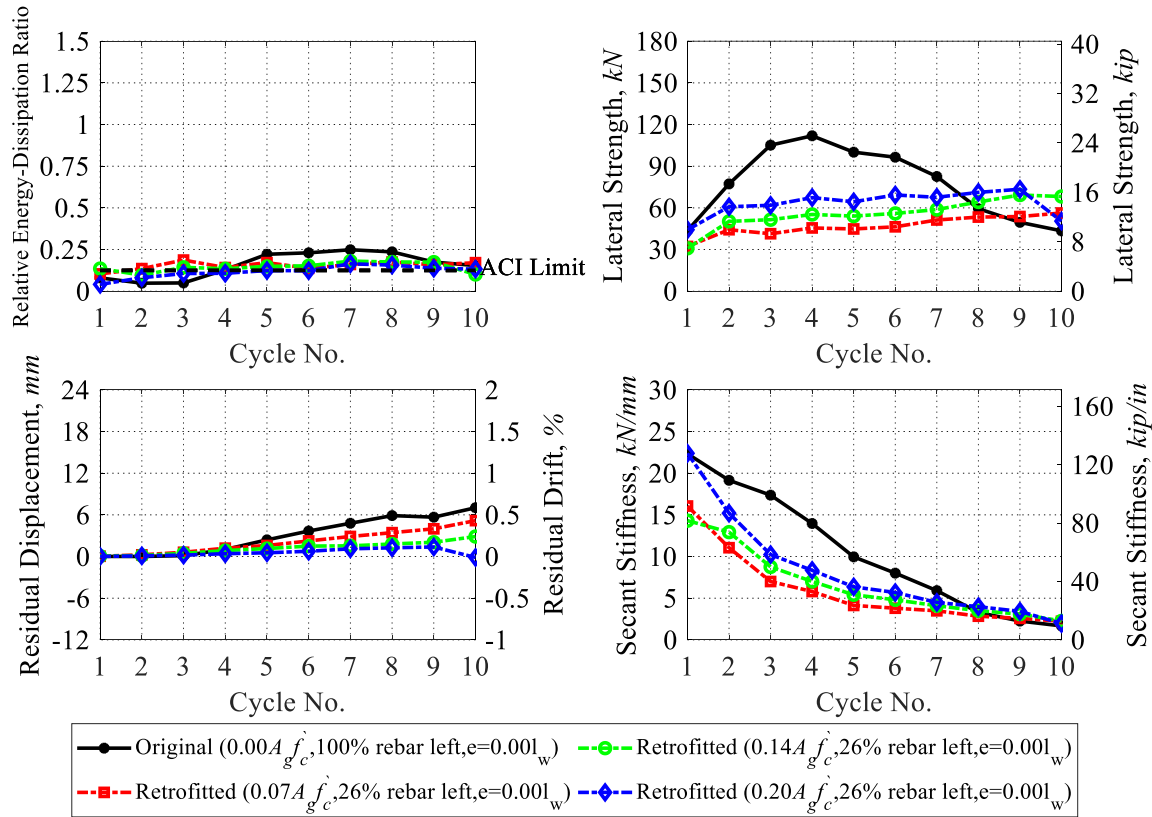 Relative Energy-Dissipation Ratio
1.5
1.25
1
0.75
0.5
0.25
0
ACI Limit
1 2 3 4 5 6 7 8 9 10
Cycle No.
Lateral Strength, kN
180
150
120
90
60
30
0
40
32
24
16
8
0
Lateral Strength, kip
1 2 3 4 5 6 7 8 9 10
Cycle No.
Residual Displacement, mm
24
18
12
6
0
-6
-12
2
1.5
1
0.5
0
-0.5
-1
Residual Drift, %
1 2 3 4 5 6 7 8 9 10
Cycle No.
Secant Stiffness, kN/mm
30
25
20
15
10
5
0
160
120
80
40
0
Secant Stiffness, kip/in
1 2 3 4 5 6 7 8 9 10
Cycle No.
Original (0.00A_g f_c`,100% rebar left,e=0.00l_w)
Retrofitted (0.14A_g f_c`,26% rebar left,e=0.00l_w)
Retrofitted (0.07A_g f_c`,26% rebar left,e=0.00l_w)
Retrofitted (0.20A_g f_c`,26% rebar left,e=0.00l_w)